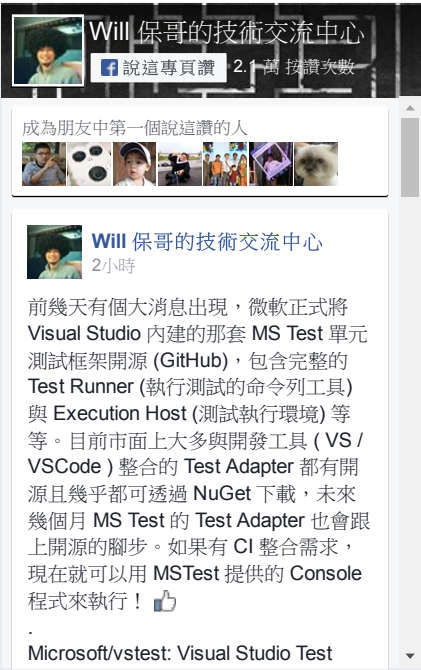 Will 保哥的技術交流中心
說這專頁讚 2.1 萬 按讚次數
成為朋友中第一個說這讚的人
Will 保哥的技術交流中心
2小時
前幾天有個大消息出現，微軟正式將
Visual Studio 內建的那套 MS Test 單元
測試框架開源 (GitHub)，包含完整的
Test Runner (執行測試的命令列工具)
與 Execution Host (測試執行環境) 等
等。目前市面上大多與開發工具 ( VS /
VSCode ) 整合的 Test Adapter 都有開
源且幾乎都可透過 NuGet 下載，未來
幾個月 MS Test 的 Test Adapter 也會跟
上開源的腳步。如果有 CI 整合需求，
現在就可以用 MSTest 提供的 Console
程式來執行！
.
Microsoft/vstest: Visual Studio Test